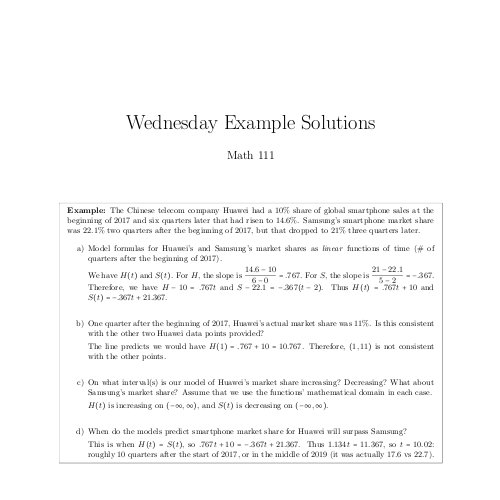 Wednesday Example Solutions
Math 111
Example: The Chinese telecom company Huawei had a 10% share of global smartphone sales at the
beginning of 2017 and six quarters later that had risen to 14.6%. Samsung's smartphone market share
was 22.1% two quarters after the beginning of 2017, but that dropped to 21% three quarters later.
a) Model formulas for Huawei's and Samsung's market shares as linear functions of time (# of
quarters after the beginning of 2017).
We have H(t) and S(t). For H, the slope is (14.6 − 10)/(6 − 0) = .767. For S, the slope is (21 − 22.1)/(5 − 2) = −.367.
Therefore, we have H − 10 = .767t and S − 22.1 = −.367(t − 2). Thus H(t) = .767t + 10 and
S(t) = −.367t + 21.367.
b) One quarter after the beginning of 2017, Huawei's actual market share was 11%. Is this consistent
with the other two Huawei data points provided?
The line predicts we would have H(1) = .767 + 10 = 10.767. Therefore, (1, 11) is not consistent
with the other points.
c) On what interval(s) is our model of Huawei's market share increasing? Decreasing? What about
Samsung's market share? Assume that we use the functions' mathematical domain in each case.
H(t) is increasing on (−∞, ∞), and S(t) is decreasing on (−∞, ∞).
d) When do the models predict smartphone market share for Huawei will surpass Samsung?
This is when H(t) = S(t), so .767t + 10 = −.367t + 21.367. Thus 1.134t = 11.367, so t = 10.02:
roughly 10 quarters after the start of 2017, or in the middle of 2019 (it was actually 17.6 vs 22.7).